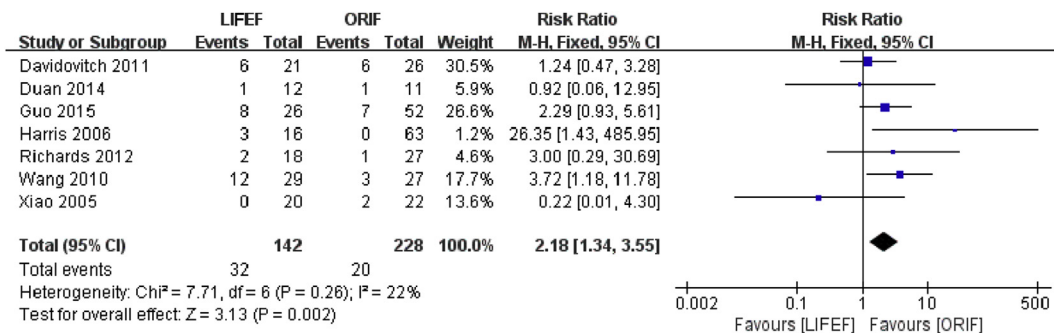 LIFEF ORIF Risk Ratio Risk Ratio
Study or Subgroup Events Total Events Total Weight M-H, Fixed, 95% CI M-H, Fixed, 95% CI
Davidovitch 2011 6 21 6 26 30.5% 1.24 [0.47, 3.28]
Duan 2014 1 12 1 11 5.9% 0.92 [0.06, 12.95]
Guo 2015 8 26 7 52 26.6% 2.29 [0.93, 5.61]
Harris 2006 3 16 0 63 1.2% 26.35 [1.43, 485.95]
Richards 2012 2 18 1 27 4.6% 3.00 [0.29, 30.69]
Wang 2010 12 29 3 27 17.7% 3.72 [1.18, 11.78]
Xiao 2005 0 20 2 22 13.6% 0.22 [0.01, 4.30]
Total (95% CI) 142 228 100.0% 2.18 [1.34, 3.55]
Total events 32 20
Heterogeneity: Chi² = 7.71, df = 6 (P = 0.26); I² = 22%
Test for overall effect: Z = 3.13 (P = 0.002)
0.002 0.1 1 10 500
Favours [LIFEF] Favours [ORIF]